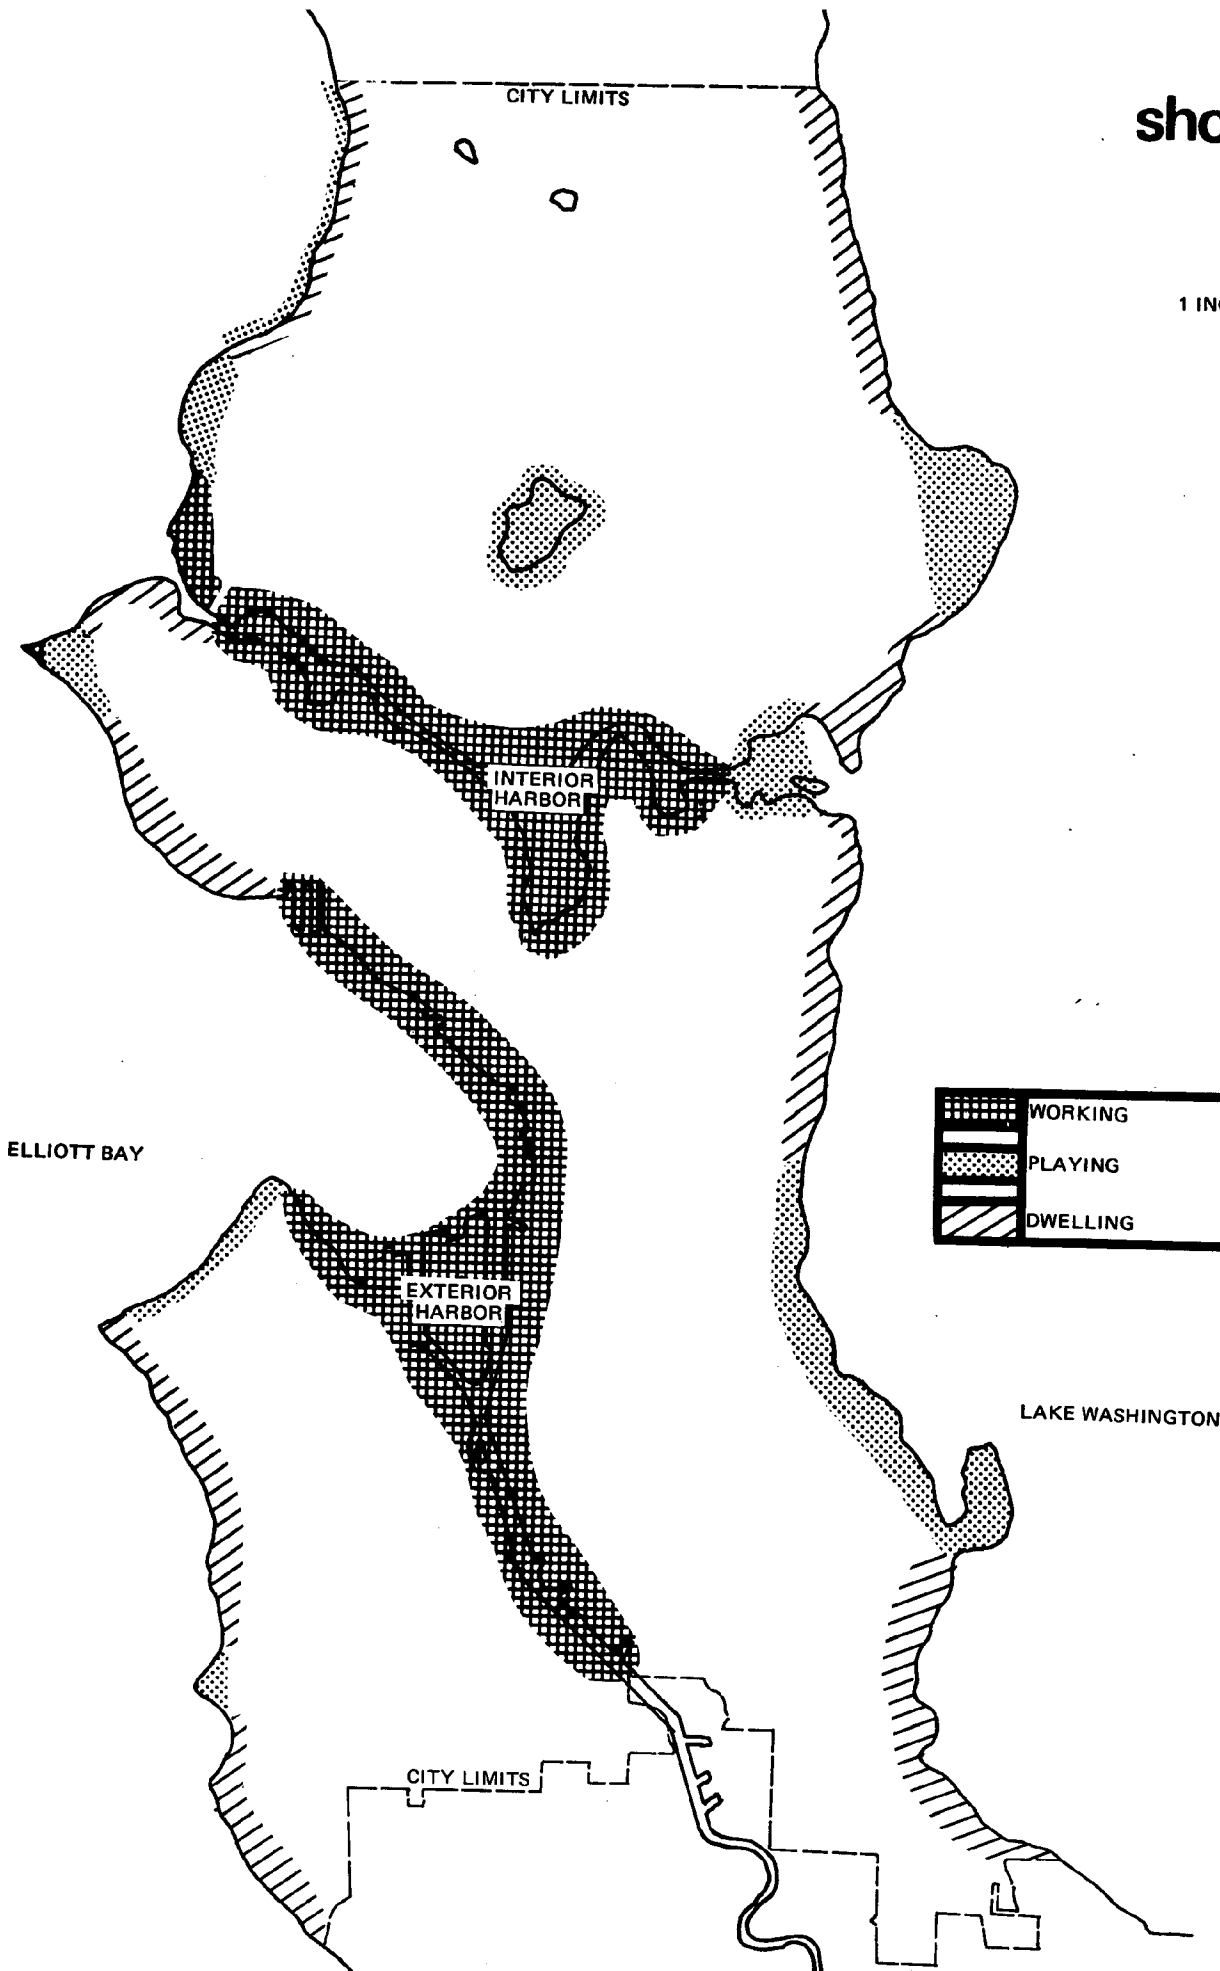 CITY LIMITS
sho
1 IN
INTERIOR
HARBOR
WORKING
ELLIOTT BAY
PLAYING
DWELLING
EXTERIOR
HARBOR
LAKE WASHINGTON
CITY LIMITS